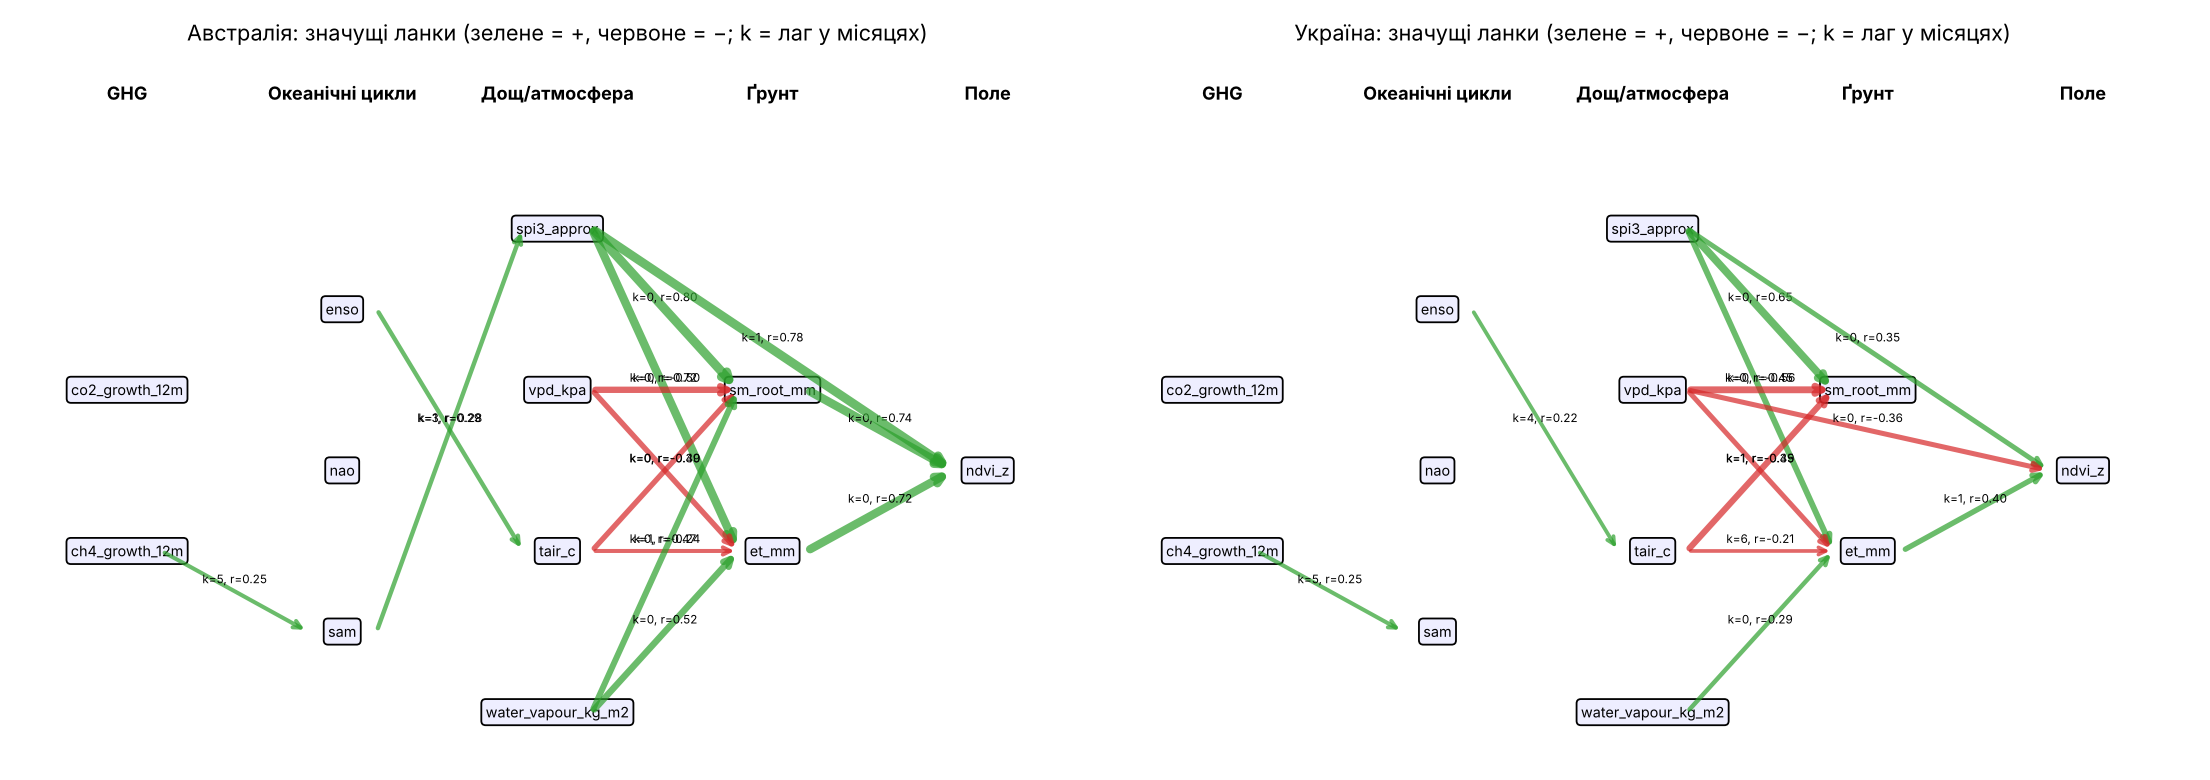 Австралія: значущі ланки (зелене = +, червоне = −; k = лаг у місяцях)
GHG
Океанічні цикли
Дощ/атмосфера
Ґрунт
Поле
spi3_approx
enso
k=0, r=0.80
k=1, r=0.78
co2_growth_12m
vpd_kpa
sm_root_mm
k=0, r=0.74
nao
ndvi_z
k=0, r=0.72
ch4_growth_12m
tair_c
et_mm
k=5, r=0.25
sam
k=0, r=0.52
water_vapour_kg_m2
Україна: значущі ланки (зелене = +, червоне = −; k = лаг у місяцях)
GHG
Океанічні цикли
Дощ/атмосфера
Ґрунт
Поле
spi3_approx
enso
k=0, r=0.65
k=0, r=0.35
co2_growth_12m
vpd_kpa
sm_root_mm
k=4, r=0.22
k=0, r=-0.36
nao
ndvi_z
k=1, r=0.40
ch4_growth_12m
tair_c
k=6, r=-0.21
et_mm
k=5, r=0.25
sam
k=0, r=0.29
water_vapour_kg_m2